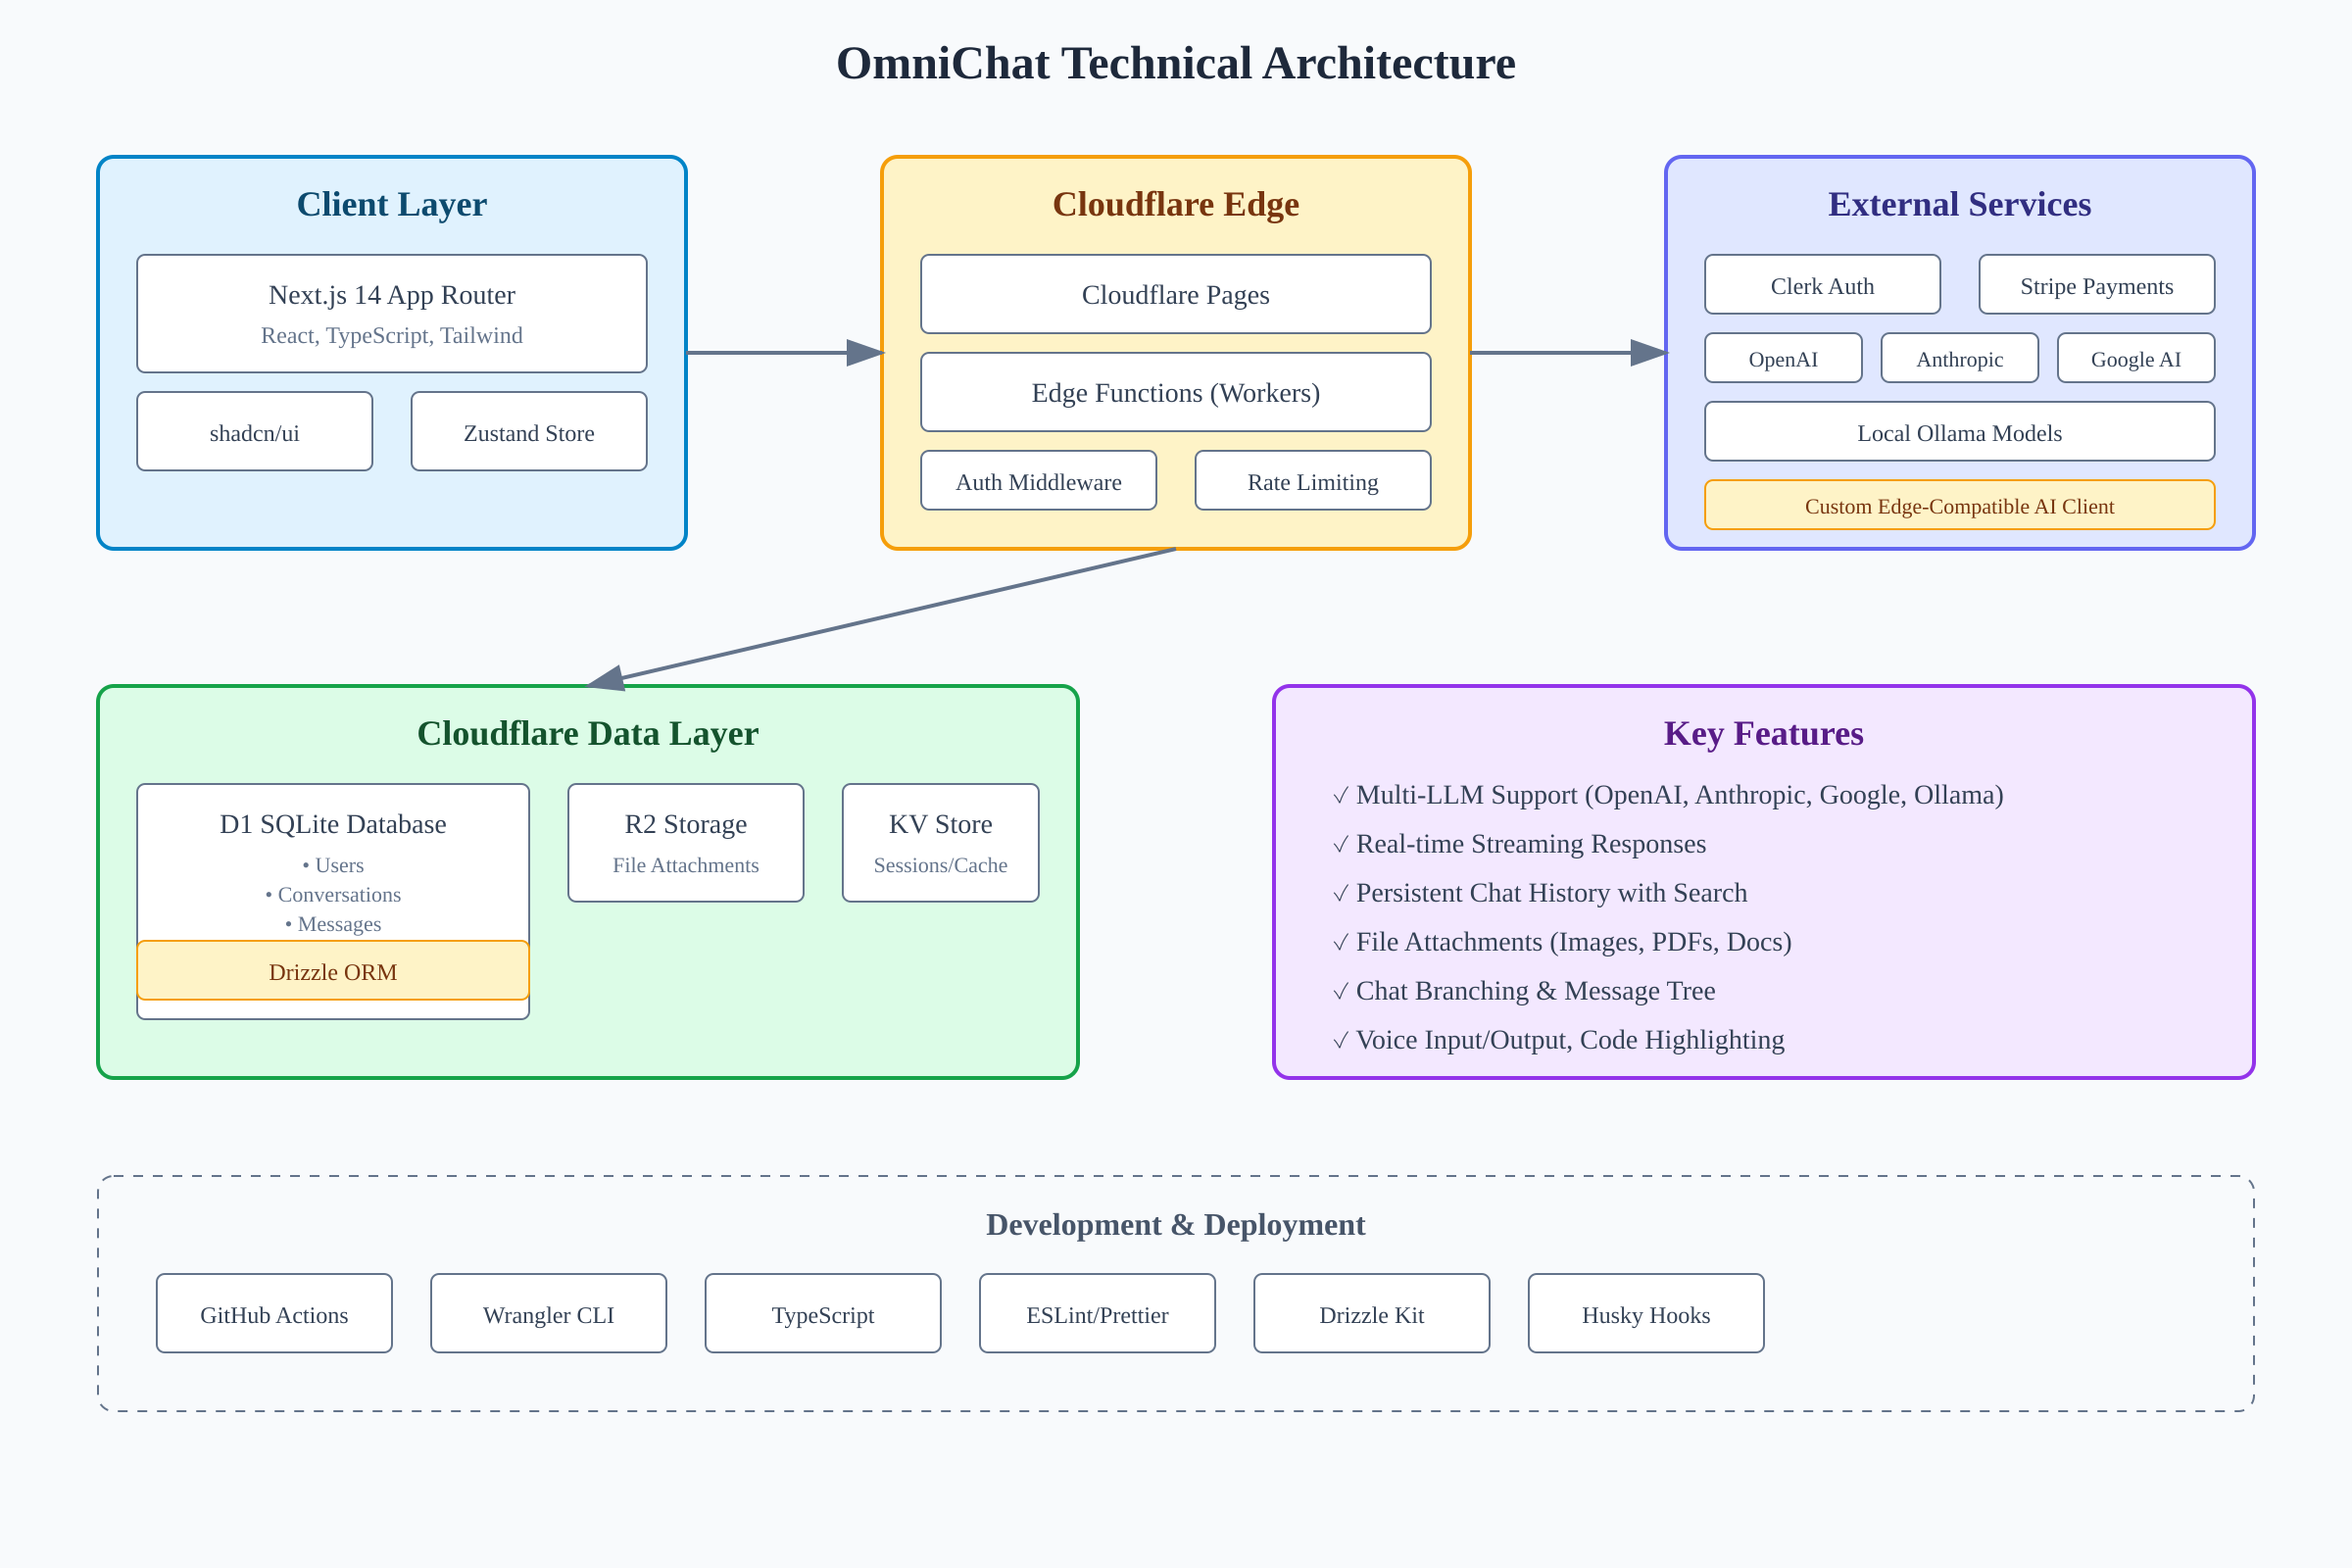 OmniChat Technical Architecture
Client Layer
Next.js 14 App Router
React, TypeScript, Tailwind
shadcn/ui
Zustand Store
Cloudflare Edge
Cloudflare Pages
Edge Functions (Workers)
Auth Middleware
Rate Limiting
External Services
Clerk Auth
Stripe Payments
OpenAI
Anthropic
Google AI
Local Ollama Models
Custom Edge-Compatible AI Client
Cloudflare Data Layer
D1 SQLite Database
• Users
• Conversations
• Messages
Drizzle ORM
R2 Storage
File Attachments
KV Store
Sessions/Cache
Key Features
✓ Multi-LLM Support (OpenAI, Anthropic, Google, Ollama)
✓ Real-time Streaming Responses
✓ Persistent Chat History with Search
✓ File Attachments (Images, PDFs, Docs)
✓ Chat Branching & Message Tree
✓ Voice Input/Output, Code Highlighting
Development & Deployment
GitHub Actions
Wrangler CLI
TypeScript
ESLint/Prettier
Drizzle Kit
Husky Hooks